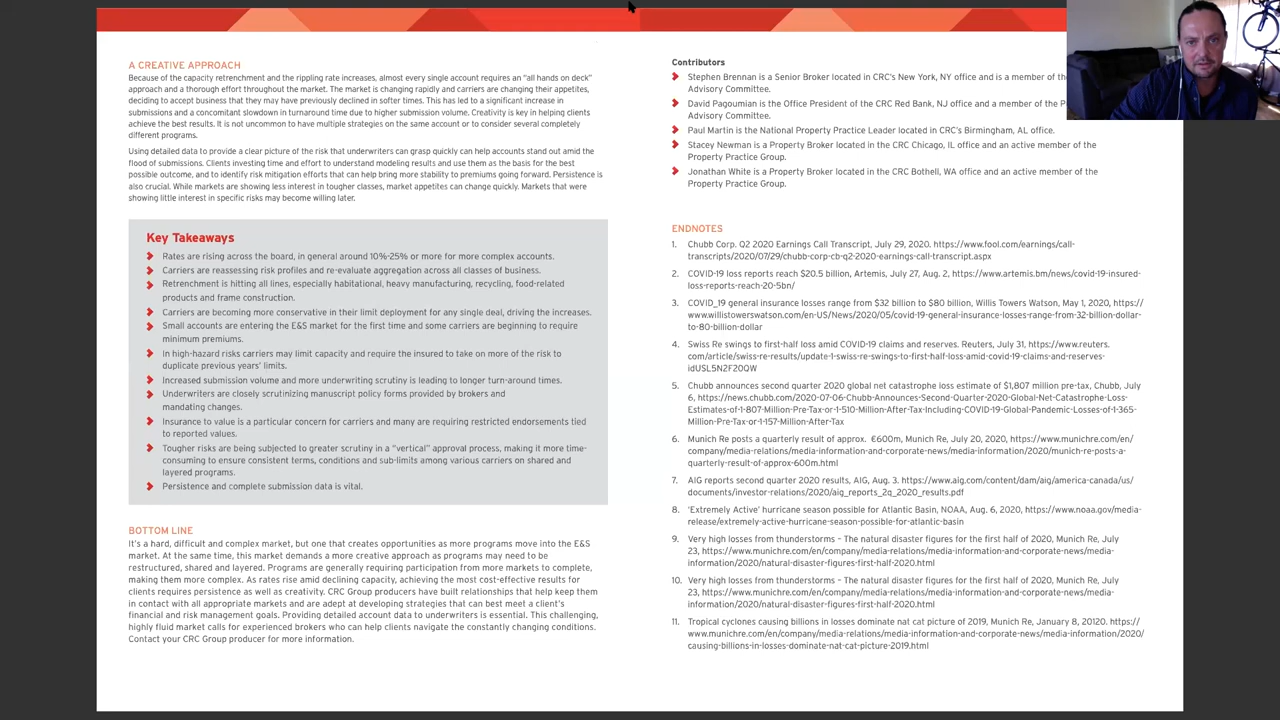 A CREATIVE APPROACH
Because of the capacity retrenchment and the rippling rate increases, almost every single account requires an “all hands on deck”
approach and a thorough effort throughout the market. The market is changing rapidly and carriers are changing their appetites,
deciding to accept business that they may have previously declined in softer times. This has led to a significant increase in
submissions and a concomitant slowdown in turnaround time due to higher submission volume. Creativity is key in helping clients
achieve the best results. It is not uncommon to have multiple strategies on the same account or to consider several completely
different programs.
Using detailed data to provide a clear picture of the risk that underwriters can grasp quickly can help accounts stand out amid the
flood of submissions. Clients investing time and effort to understand modeling results and use them as the basis for the best
possible outcome, and to identify risk mitigation efforts that can help bring more stability to premiums going forward. Persistence is
also crucial. While markets are showing less interest in tougher classes, market appetites can change quickly. Markets that were
showing little interest in specific risks may become willing later.
Key Takeaways
Rates are rising across the board, in general around 10%-25% or more for more complex accounts.
Carriers are reassessing risk profiles and re-evaluate aggregation across all classes of business.
Retrenchment is hitting all lines, especially habitational, heavy manufacturing, recycling, food-related
products and frame construction.
Carriers are becoming more conservative in their limit deployment for any single deal, driving the increases.
Small accounts are entering the E&S market for the first time and some carriers are beginning to require
minimum premiums.
In high-hazard risks carriers may limit capacity and require the insured to take on more of the risk to
duplicate previous years’ limits.
Increased submission volume and more underwriting scrutiny is leading to longer turn-around times.
Underwriters are closely scrutinizing manuscript policy forms provided by brokers and
mandating changes.
Insurance to value is a particular concern for carriers and many are requiring restricted endorsements tied
to reported values.
Tougher risks are being subjected to greater scrutiny in a “vertical” approval process, making it more time-
consuming to ensure consistent terms, conditions and sub-limits among various carriers on shared and
layered programs.
Persistence and complete submission data is vital.
BOTTOM LINE
It’s a hard, difficult and complex market, but one that creates opportunities as more programs move into the E&S
market. At the same time, this market demands a more creative approach as programs may need to be
restructured, shared and layered. Programs are generally requiring participation from more markets to complete,
making them more complex. As rates rise amid declining capacity, achieving the most cost-effective results for
clients requires persistence as well as creativity. CRC Group producers have built relationships that help keep them
in contact with all appropriate markets and are adept at developing strategies that can best meet a client’s
financial and risk management goals. Providing detailed account data to underwriters is essential. This challenging,
highly fluid market calls for experienced brokers who can help clients navigate the constantly changing conditions.
Contact your CRC Group producer for more information.
Contributors
Stephen Brennan is a Senior Broker located in CRC’s New York, NY office and is a member of the
Advisory Committee.
David Pagoumian is the Office President of the CRC Red Bank, NJ office and a member of the P
Advisory Committee.
Paul Martin is the National Property Practice Leader located in CRC’s Birmingham, AL office.
Stacey Newman is a Property Broker located in the CRC Chicago, IL office and an active member of the
Property Practice Group.
Jonathan White is a Property Broker located in the CRC Bothell, WA office and an active member of the
Property Practice Group.
ENDNOTES
1. Chubb Corp. Q2 2020 Earnings Call Transcript, July 29, 2020. https://www.fool.com/earnings/call-
transcripts/2020/07/29/chubb-corp-cb-q2-2020-earnings-call-transcript.aspx
2. COVID-19 loss reports reach $20.5 billion, Artemis, July 27, Aug. 2, https://www.artemis.bm/news/covid-19-insured-
loss-reports-reach-20-5bn/
3. COVID_19 general insurance losses range from $32 billion to $80 billion, Willis Towers Watson, May 1, 2020, https://
www.willistowerswatson.com/en-US/News/2020/05/covid-19-general-insurance-losses-range-from-32-billion-dollar-
to-80-billion-dollar
4. Swiss Re swings to first-half loss amid COVID-19 claims and reserves. Reuters, July 31, https://www.reuters.
com/article/swiss-re-results/update-1-swiss-re-swings-to-first-half-loss-amid-covid-19-claims-and-reserves-
idUSL5N2F20QW
5. Chubb announces second quarter 2020 global net catastrophe loss estimate of $1,807 million pre-tax, Chubb, July
6, https://news.chubb.com/2020-07-06-Chubb-Announces-Second-Quarter-2020-Global-Net-Catastrophe-Loss-
Estimates-of-1-807-Million-Pre-Tax-or-1-510-Million-After-Tax-Including-COVID-19-Global-Pandemic-Losses-of-1-365-
Million-Pre-Tax-or-1-157-Million-After-Tax
6. Munich Re posts a quarterly result of approx. €600m, Munich Re, July 20, 2020, https://www.munichre.com/en/
company/media-relations/media-information-and-corporate-news/media-information/2020/munich-re-posts-a-
quarterly-result-of-approx-600m.html
7. AIG reports second quarter 2020 results, AIG, Aug. 3. https://www.aig.com/content/dam/aig/america-canada/us/
documents/investor-relations/2020/aig_reports_2q_2020_results.pdf
8. ‘Extremely Active’ hurricane season possible for Atlantic Basin, NOAA, Aug. 6, 2020, https://www.noaa.gov/media-
release/extremely-active-hurricane-season-possible-for-atlantic-basin
9. Very high losses from thunderstorms – The natural disaster figures for the first half of 2020, Munich Re, July
23, https://www.munichre.com/en/company/media-relations/media-information-and-corporate-news/media-
information/2020/natural-disaster-figures-first-half-2020.html
10. Very high losses from thunderstorms – The natural disaster figures for the first half of 2020, Munich Re, July
23, https://www.munichre.com/en/company/media-relations/media-information-and-corporate-news/media-
information/2020/natural-disaster-figures-first-half-2020.html
11. Tropical cyclones causing billions in losses dominate nat cat picture of 2019, Munich Re, January 8, 20120. https://
www.munichre.com/en/company/media-relations/media-information-and-corporate-news/media-information/2020/
causing-billions-in-losses-dominate-nat-cat-picture-2019.html